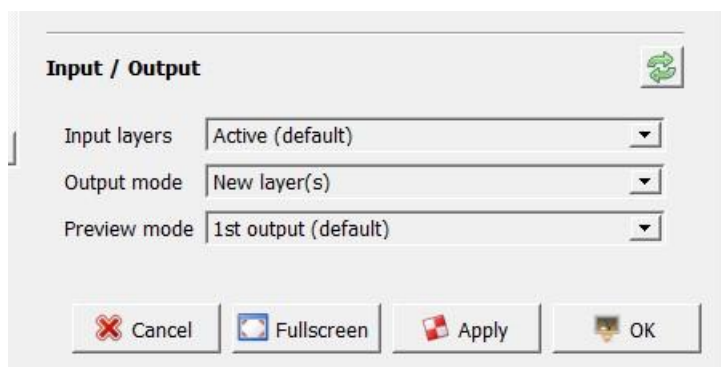 Input / Output
Input layers Active (default)
Output mode New layer(s)
Preview mode 1st output (default)
Cancel Fullscreen Apply OK